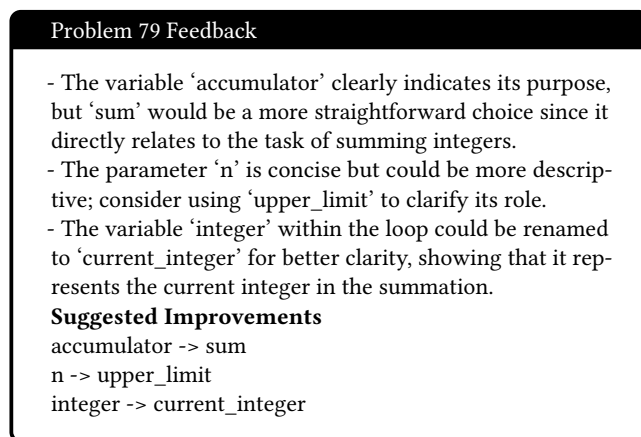 Problem 79 Feedback
- The variable ‘accumulator’ clearly indicates its purpose,
but ‘sum’ would be a more straightforward choice since it
directly relates to the task of summing integers.
- The parameter ‘n’ is concise but could be more descrip-
tive; consider using ‘upper_limit’ to clarify its role.
- The variable ‘integer’ within the loop could be renamed
to ‘current_integer’ for better clarity, showing that it rep-
resents the current integer in the summation.
Suggested Improvements
accumulator -> sum
n -> upper_limit
integer -> current_integer